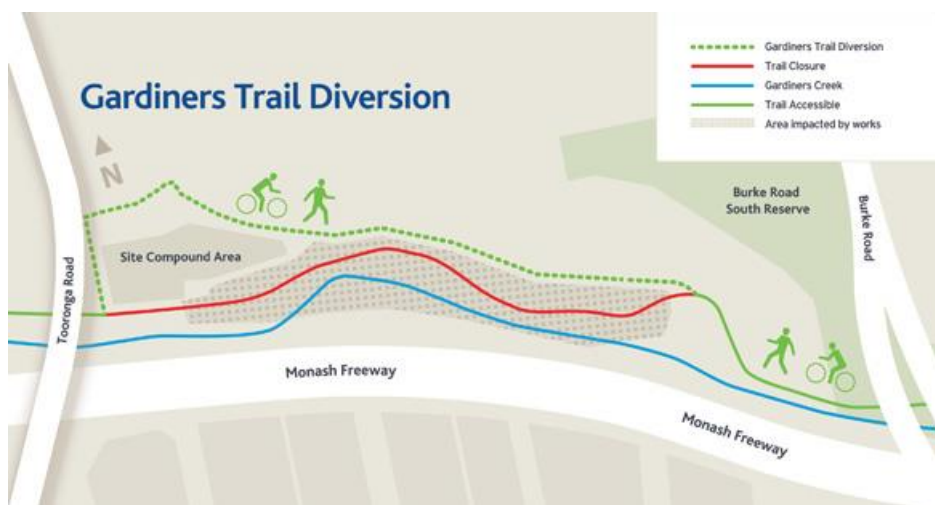 Gardiners Trail Diversion
Gardiners Trail Diversion
Trail Closure
Gardiners Creek
Trail Accessible
Area impacted by works
N
Burke Road
South Reserve
Burke Road
Site Compound Area
Tooronga Road
Monash Freeway
Monash Freeway